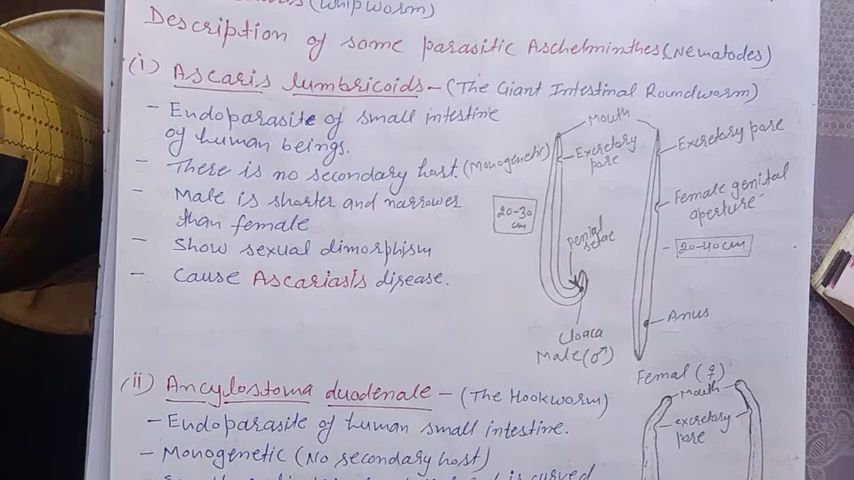 (Whipworm)
Description of some parasitic Aschelminthes (Nematodes)
(i) Ascaris lumbricoids - (The Giant Intestinal Roundworm)
- Endoparasite of small intestine
of human beings.
- There is no secondary host. (Monogenetic)
- Male is shorter and narrower
than female
- Show sexual dimorphism
- Cause Ascariasis disease.
Mouth
Excretory
pore
20-30
cm
penial
setae
Cloaca
Male (♂)
Excretory pore
Female genital
aperture
- 20-40 cm
Anus
Femal (♀)
(ii) Ancylostoma duodenale - (The Hookworm)
- Endoparasite of human small intestine.
- Monogenetic (No secondary host)
is curved
Mouth
excretory
pore